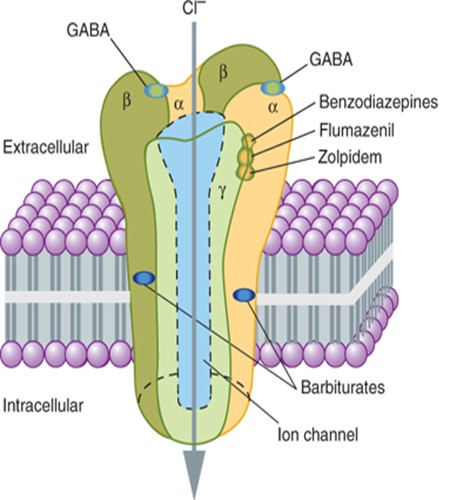 Cl⁻
GABA
β
GABA
β
α
α
Benzodiazepines
Flumazenil
Extracellular
Zolpidem
γ
Barbiturates
Intracellular
Ion channel